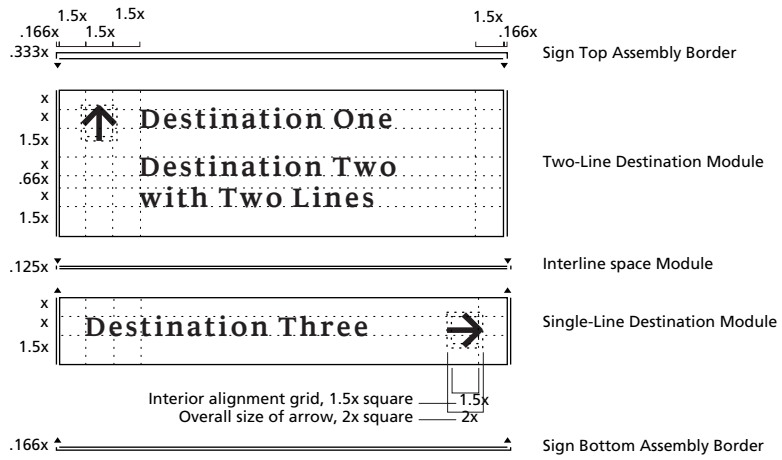 1.5x 1.5x 1.5x
.166x 1.5x .166x
.333x Sign Top Assembly Border
x
x Destination One
1.5x
x Destination Two Two-Line Destination Module
.66x
x with Two Lines
1.5x
.125x Interline space Module
x
x Destination Three Single-Line Destination Module
1.5x
Interior alignment grid, 1.5x square 1.5x
Overall size of arrow, 2x square 2x
.166x Sign Bottom Assembly Border